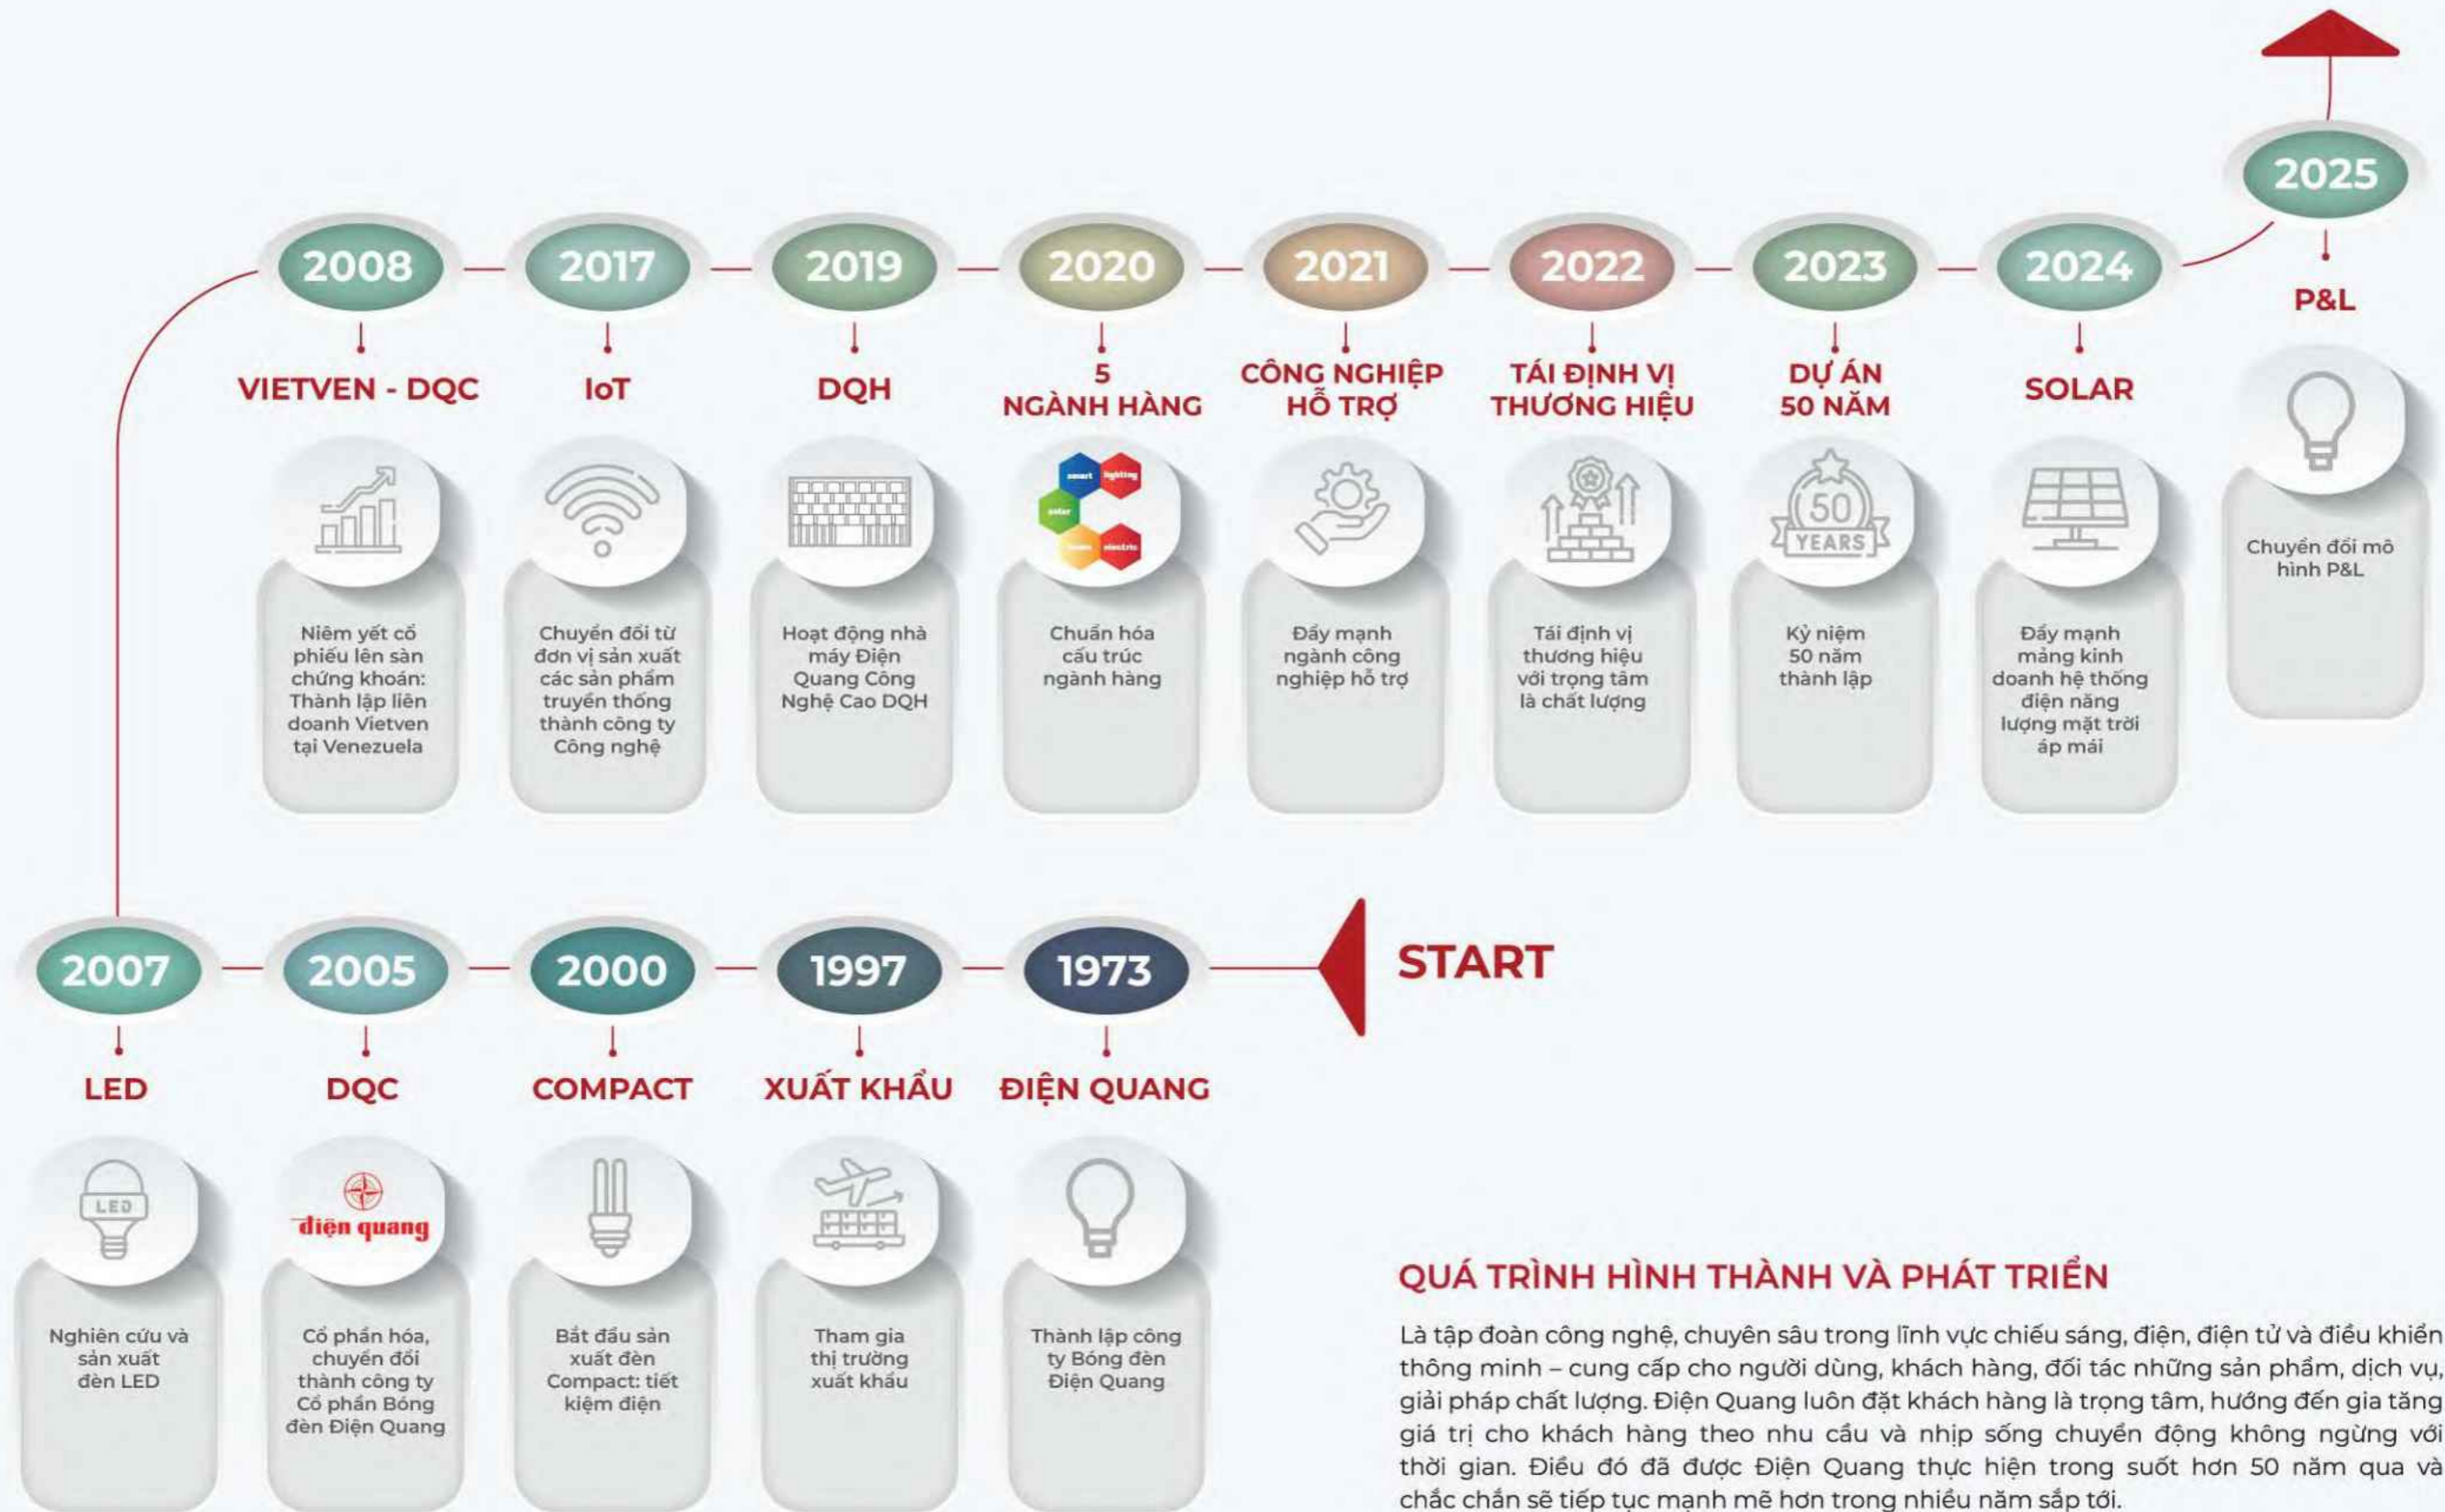 2025
P&L
Chuyển đổi mô
hình P&L
2008
VIETVEN - DQC
Niêm yết cổ
phiếu lên sàn
chứng khoán:
Thành lập liên
doanh Vietven
tại Venezuela
2017
IoT
Chuyển đổi từ
đơn vị sản xuất
các sản phẩm
truyền thống
thành công ty
Công nghệ
2019
DQH
Hoạt động nhà
máy Điện
Quang Công
Nghệ Cao DQH
2020
5
NGÀNH HÀNG
smart
lighting
solar
electric
Chuẩn hóa
cấu trúc
ngành hàng
2021
CÔNG NGHIỆP
HỖ TRỢ
Đẩy mạnh
ngành công
nghiệp hỗ trợ
2022
TÁI ĐỊNH VỊ
THƯƠNG HIỆU
Tái định vị
thương hiệu
với trọng tâm
là chất lượng
2023
DỰ ÁN
50 NĂM
50
YEARS
Kỷ niệm
50 năm
thành lập
2024
SOLAR
Đẩy mạnh
mảng kinh
doanh hệ thống
điện năng
lượng mặt trời
áp mái
2007
LED
LED
Nghiên cứu và
sản xuất
đèn LED
2005
DQC
điện quang
Cổ phần hóa,
chuyển đổi
thành công ty
Cổ phần Bóng
đèn Điện Quang
2000
COMPACT
Bắt đầu sản
xuất đèn
Compact: tiết
kiệm điện
1997
XUẤT KHẨU
Tham gia
thị trường
xuất khẩu
1973
ĐIỆN QUANG
Thành lập công
ty Bóng đèn
Điện Quang
START
QUÁ TRÌNH HÌNH THÀNH VÀ PHÁT TRIỂN
Là tập đoàn công nghệ, chuyên sâu trong lĩnh vực chiếu sáng, điện, điện tử và điều khiển
thông minh – cung cấp cho người dùng, khách hàng, đối tác những sản phẩm, dịch vụ,
giải pháp chất lượng. Điện Quang luôn đặt khách hàng là trọng tâm, hướng đến gia tăng
giá trị cho khách hàng theo nhu cầu và nhịp sống chuyển động không ngừng với
thời gian. Điều đó đã được Điện Quang thực hiện trong suốt hơn 50 năm qua và
chắc chắn sẽ tiếp tục mạnh mẽ hơn trong nhiều năm sắp tới.